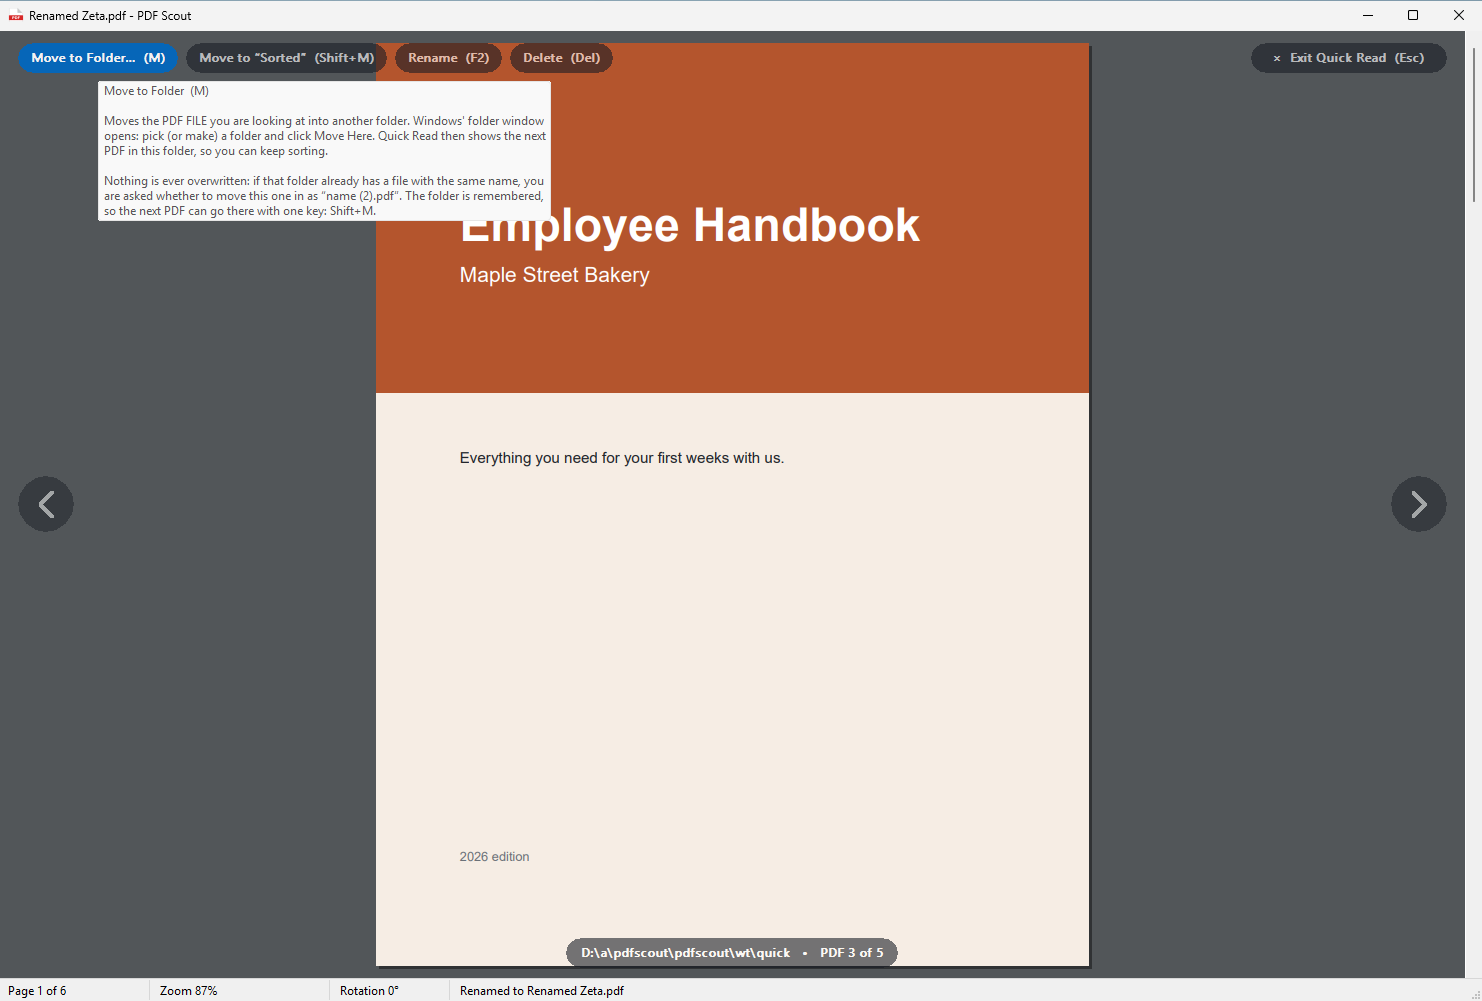 Renamed Zeta.pdf - PDF Scout
Move to Folder... (M)
Move to “Sorted” (Shift+M)
Rename (F2)
Delete (Del)
× Exit Quick Read (Esc)
Move to Folder (M)
Moves the PDF FILE you are looking at into another folder. Windows' folder window
opens: pick (or make) a folder and click Move Here. Quick Read then shows the next
PDF in this folder, so you can keep sorting.
Nothing is ever overwritten: if that folder already has a file with the same name, you
are asked whether to move this one in as “name (2).pdf”. The folder is remembered,
so the next PDF can go there with one key: Shift+M.
Employee Handbook
Maple Street Bakery
Everything you need for your first weeks with us.
2026 edition
D:\a\pdfscout\pdfscout\wt\quick • PDF 3 of 5
Page 1 of 6
Zoom 87%
Rotation 0°
Renamed to Renamed Zeta.pdf